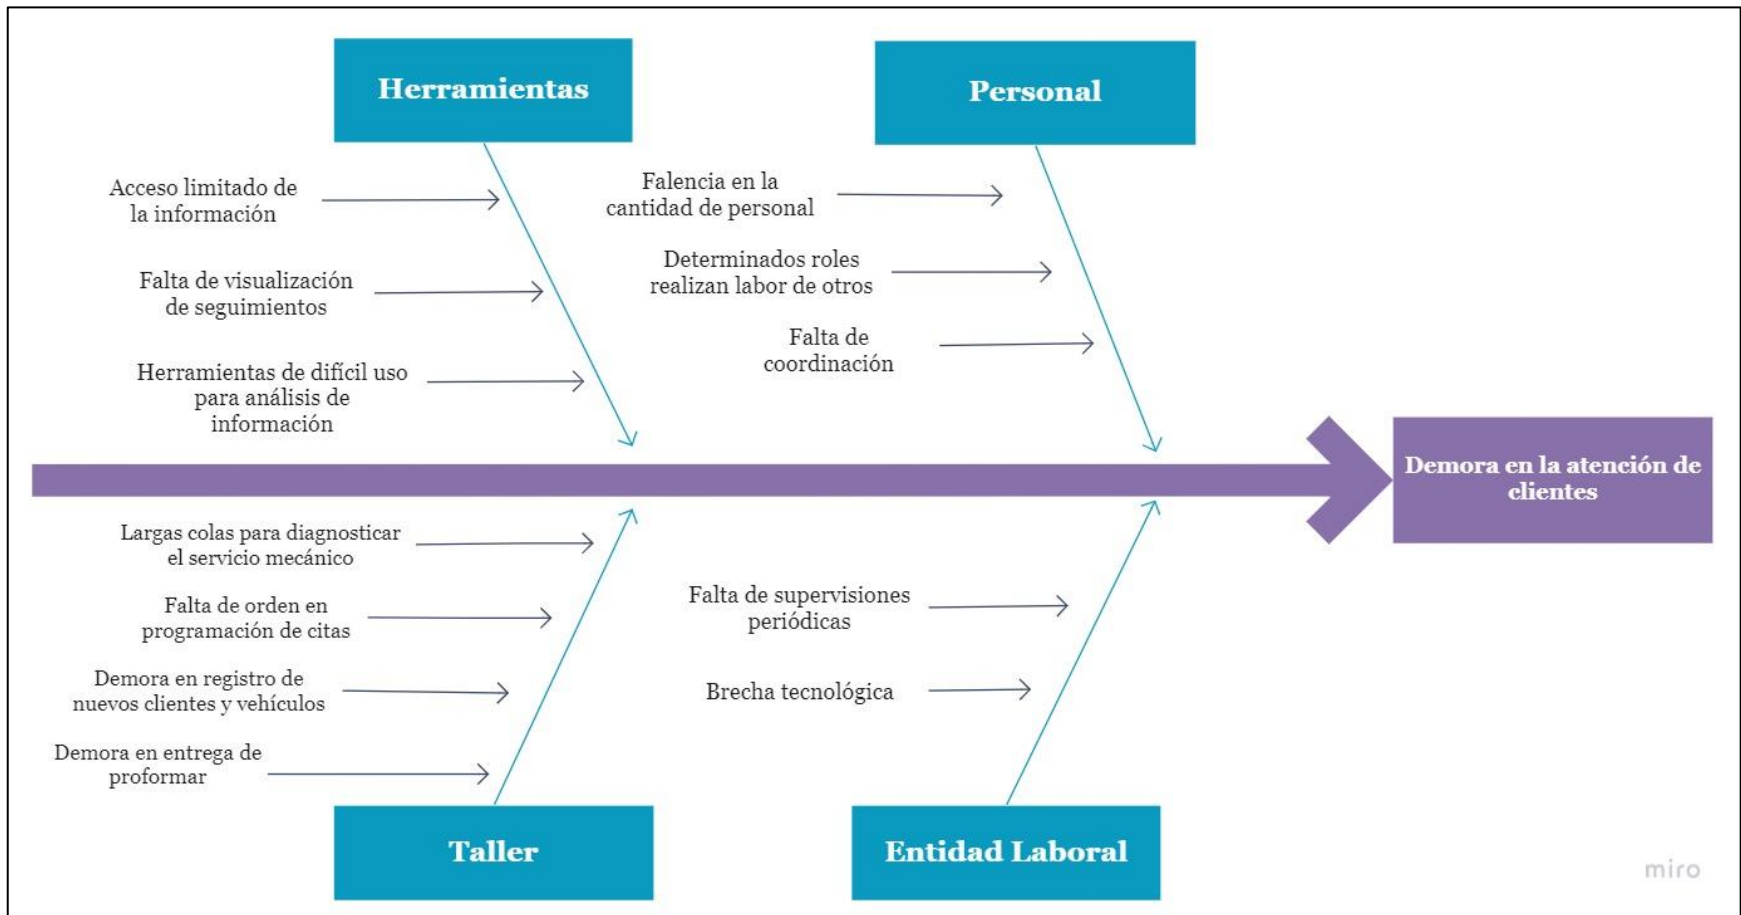 Herramientas
Personal
Acceso limitado de
la información
Falta de visualización
de seguimientos
Herramientas de difícil uso
para análisis de
información
Falencia en la
cantidad de personal
Determinados roles
realizan labor de otros
Falta de
coordinación
Demora en la atención de
clientes
Largas colas para diagnosticar
el servicio mecánico
Falta de orden en
programación de citas
Demora en registro de
nuevos clientes y vehículos
Demora en entrega de
proformar
Falta de supervisiones
periódicas
Brecha tecnológica
Taller
Entidad Laboral
miro